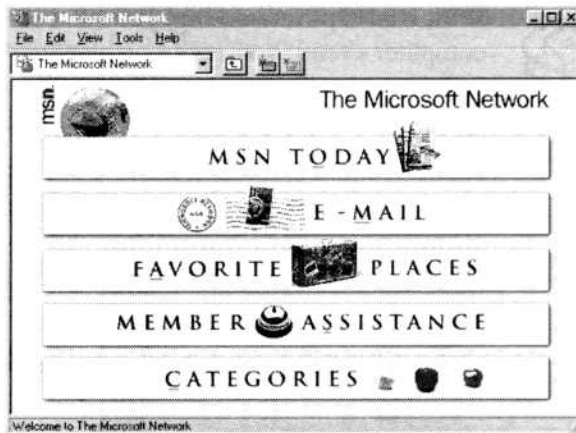 The Microsoft Network
File Edit View Tools Help
The Microsoft Network
msn.
The Microsoft Network
MSN TODAY
E-MAIL
FAVORITE PLACES
MEMBER ASSISTANCE
CATEGORIES
Welcome to The Microsoft Network